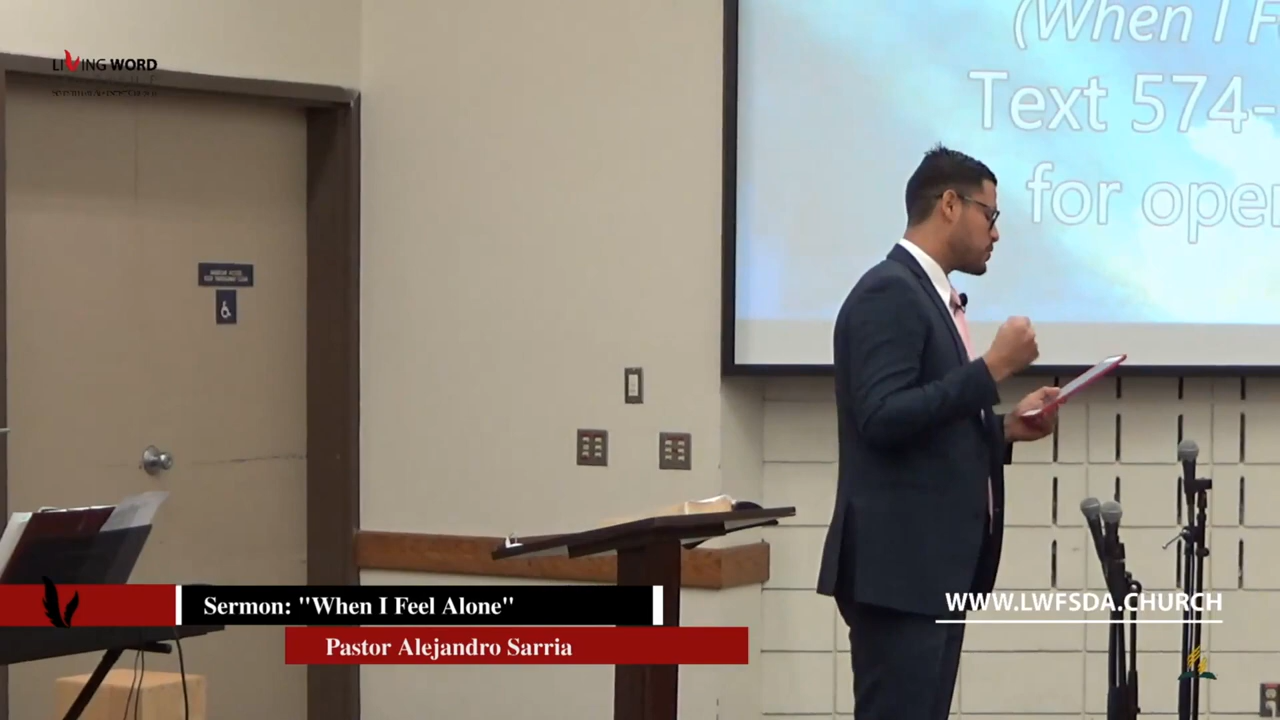 LIVING WORD
(When I F
Text 574-
for oper
Sermon: "When I Feel Alone"
Pastor Alejandro Sarria
WWW.LWFSDA.CHURCH